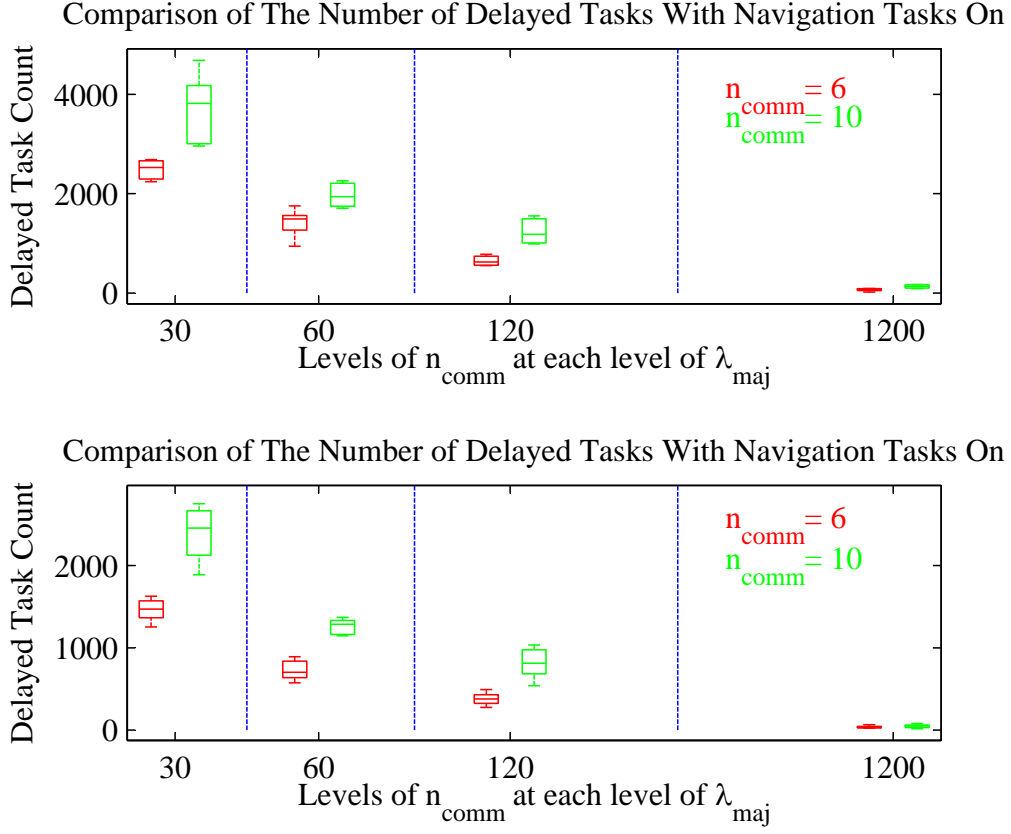 Comparison of The Number of Delayed Tasks With Navigation Tasks On
Delayed Task Count
4000
2000
0
n_comm = 6
n_comm = 10
30 60 120 1200
Levels of n_comm at each level of λ_maj
Comparison of The Number of Delayed Tasks With Navigation Tasks On
Delayed Task Count
2000
1000
0
n_comm = 6
n_comm = 10
30 60 120 1200
Levels of n_comm at each level of λ_maj